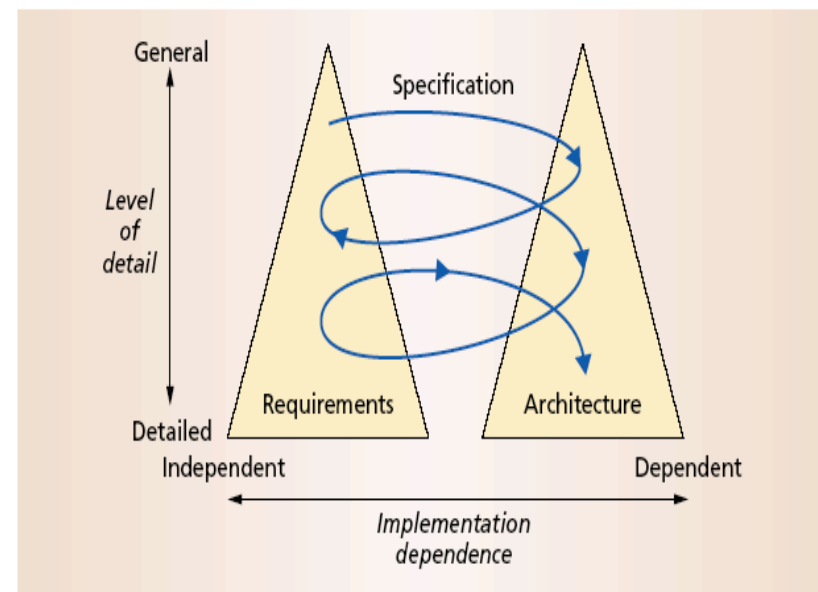 General
Specification
Level
of
detail
Requirements
Architecture
Detailed
Independent
Dependent
Implementation
dependence